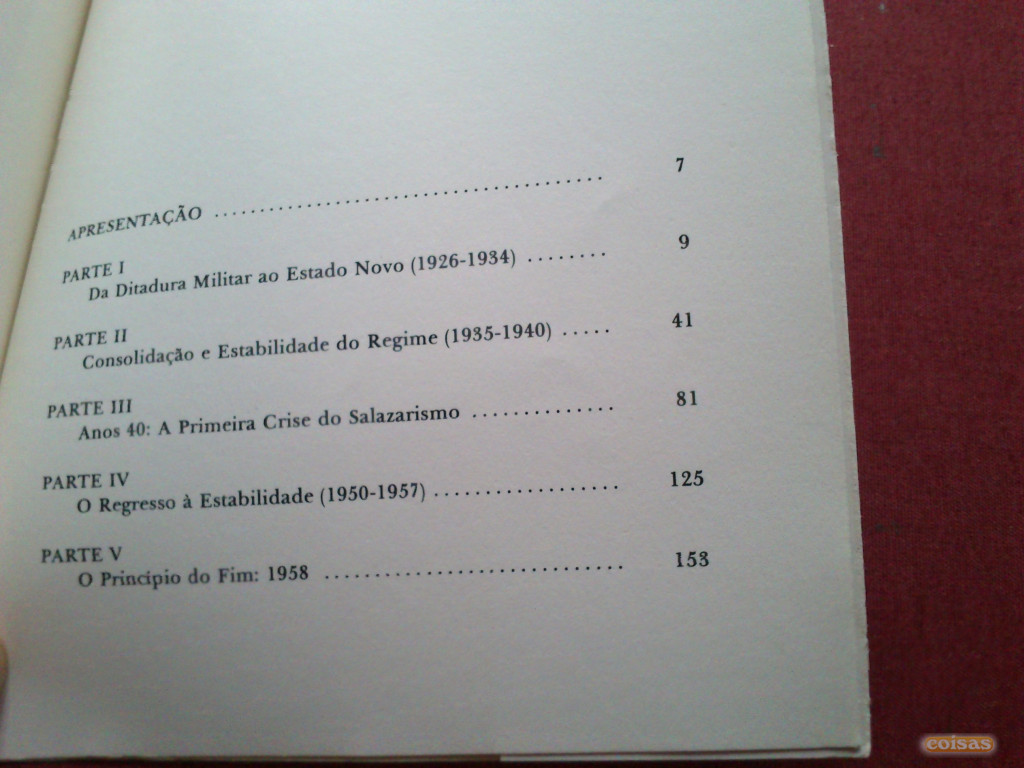 APRESENTAÇÃO ........................................ 7
PARTE I
Da Ditadura Militar ao Estado Novo (1926-1934) ........ 9
PARTE II
Consolidação e Estabilidade do Regime (1935-1940) ..... 41
PARTE III
Anos 40: A Primeira Crise do Salazarismo .............. 81
PARTE IV
O Regresso à Estabilidade (1950-1957) .................. 125
PARTE V
O Princípio do Fim: 1958 ............................. 153
coisas